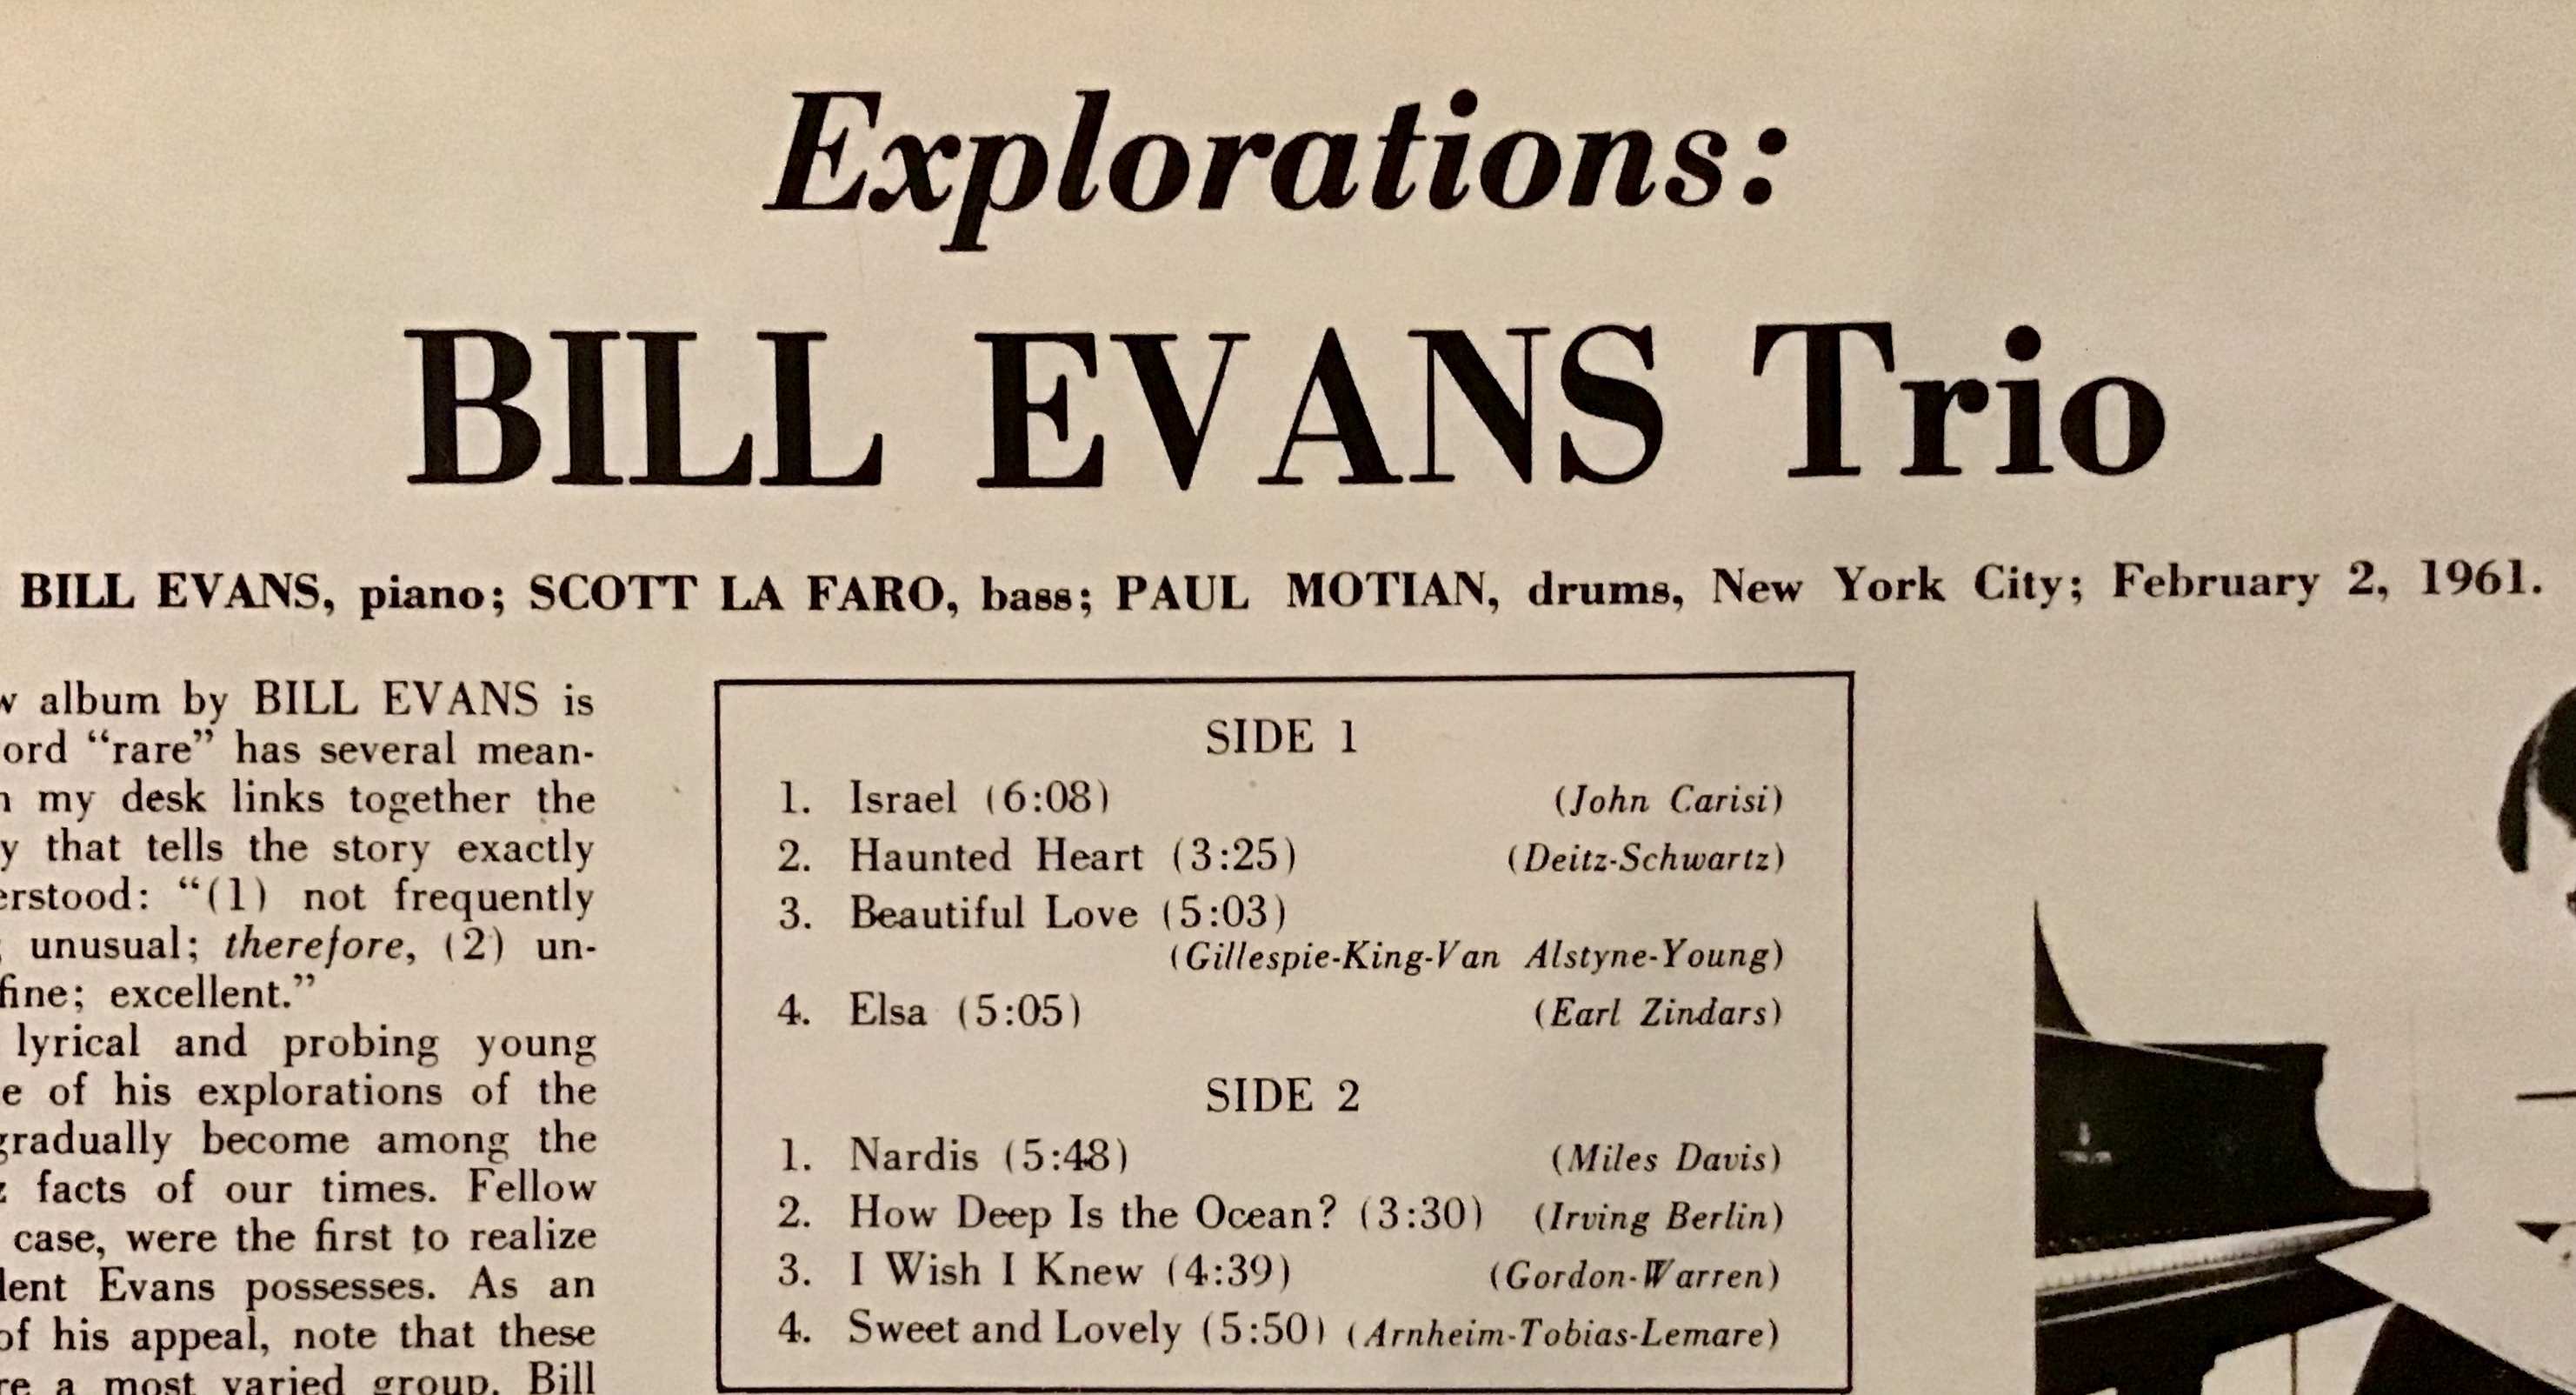 Explorations:
BILL EVANS Trio
BILL EVANS, piano; SCOTT LA FARO, bass; PAUL MOTIAN, drums, New York City; February 2, 1961.
album by BILL EVANS is
"rare" has several mean-
my desk links together the
that tells the story exactly
"(1) not frequently
unusual; therefore, (2) un-
fine; excellent."
lyrical and probing young
of his explorations of the
gradually become among the
facts of our times. Fellow
case, were the first to realize
Evans possesses. As an
of his appeal, note that these
a most varied group. Bill
SIDE 1
1. Israel (6:08) (John Carisi)
2. Haunted Heart (3:25) (Deitz-Schwartz)
3. Beautiful Love (5:03)
(Gillespie-King-Van Alstyne-Young)
4. Elsa (5:05) (Earl Zindars)
SIDE 2
1. Nardis (5:48) (Miles Davis)
2. How Deep Is the Ocean? (3:30) (Irving Berlin)
3. I Wish I Knew (4:39) (Gordon-Warren)
4. Sweet and Lovely (5:50) (Arnheim-Tobias-Lemare)